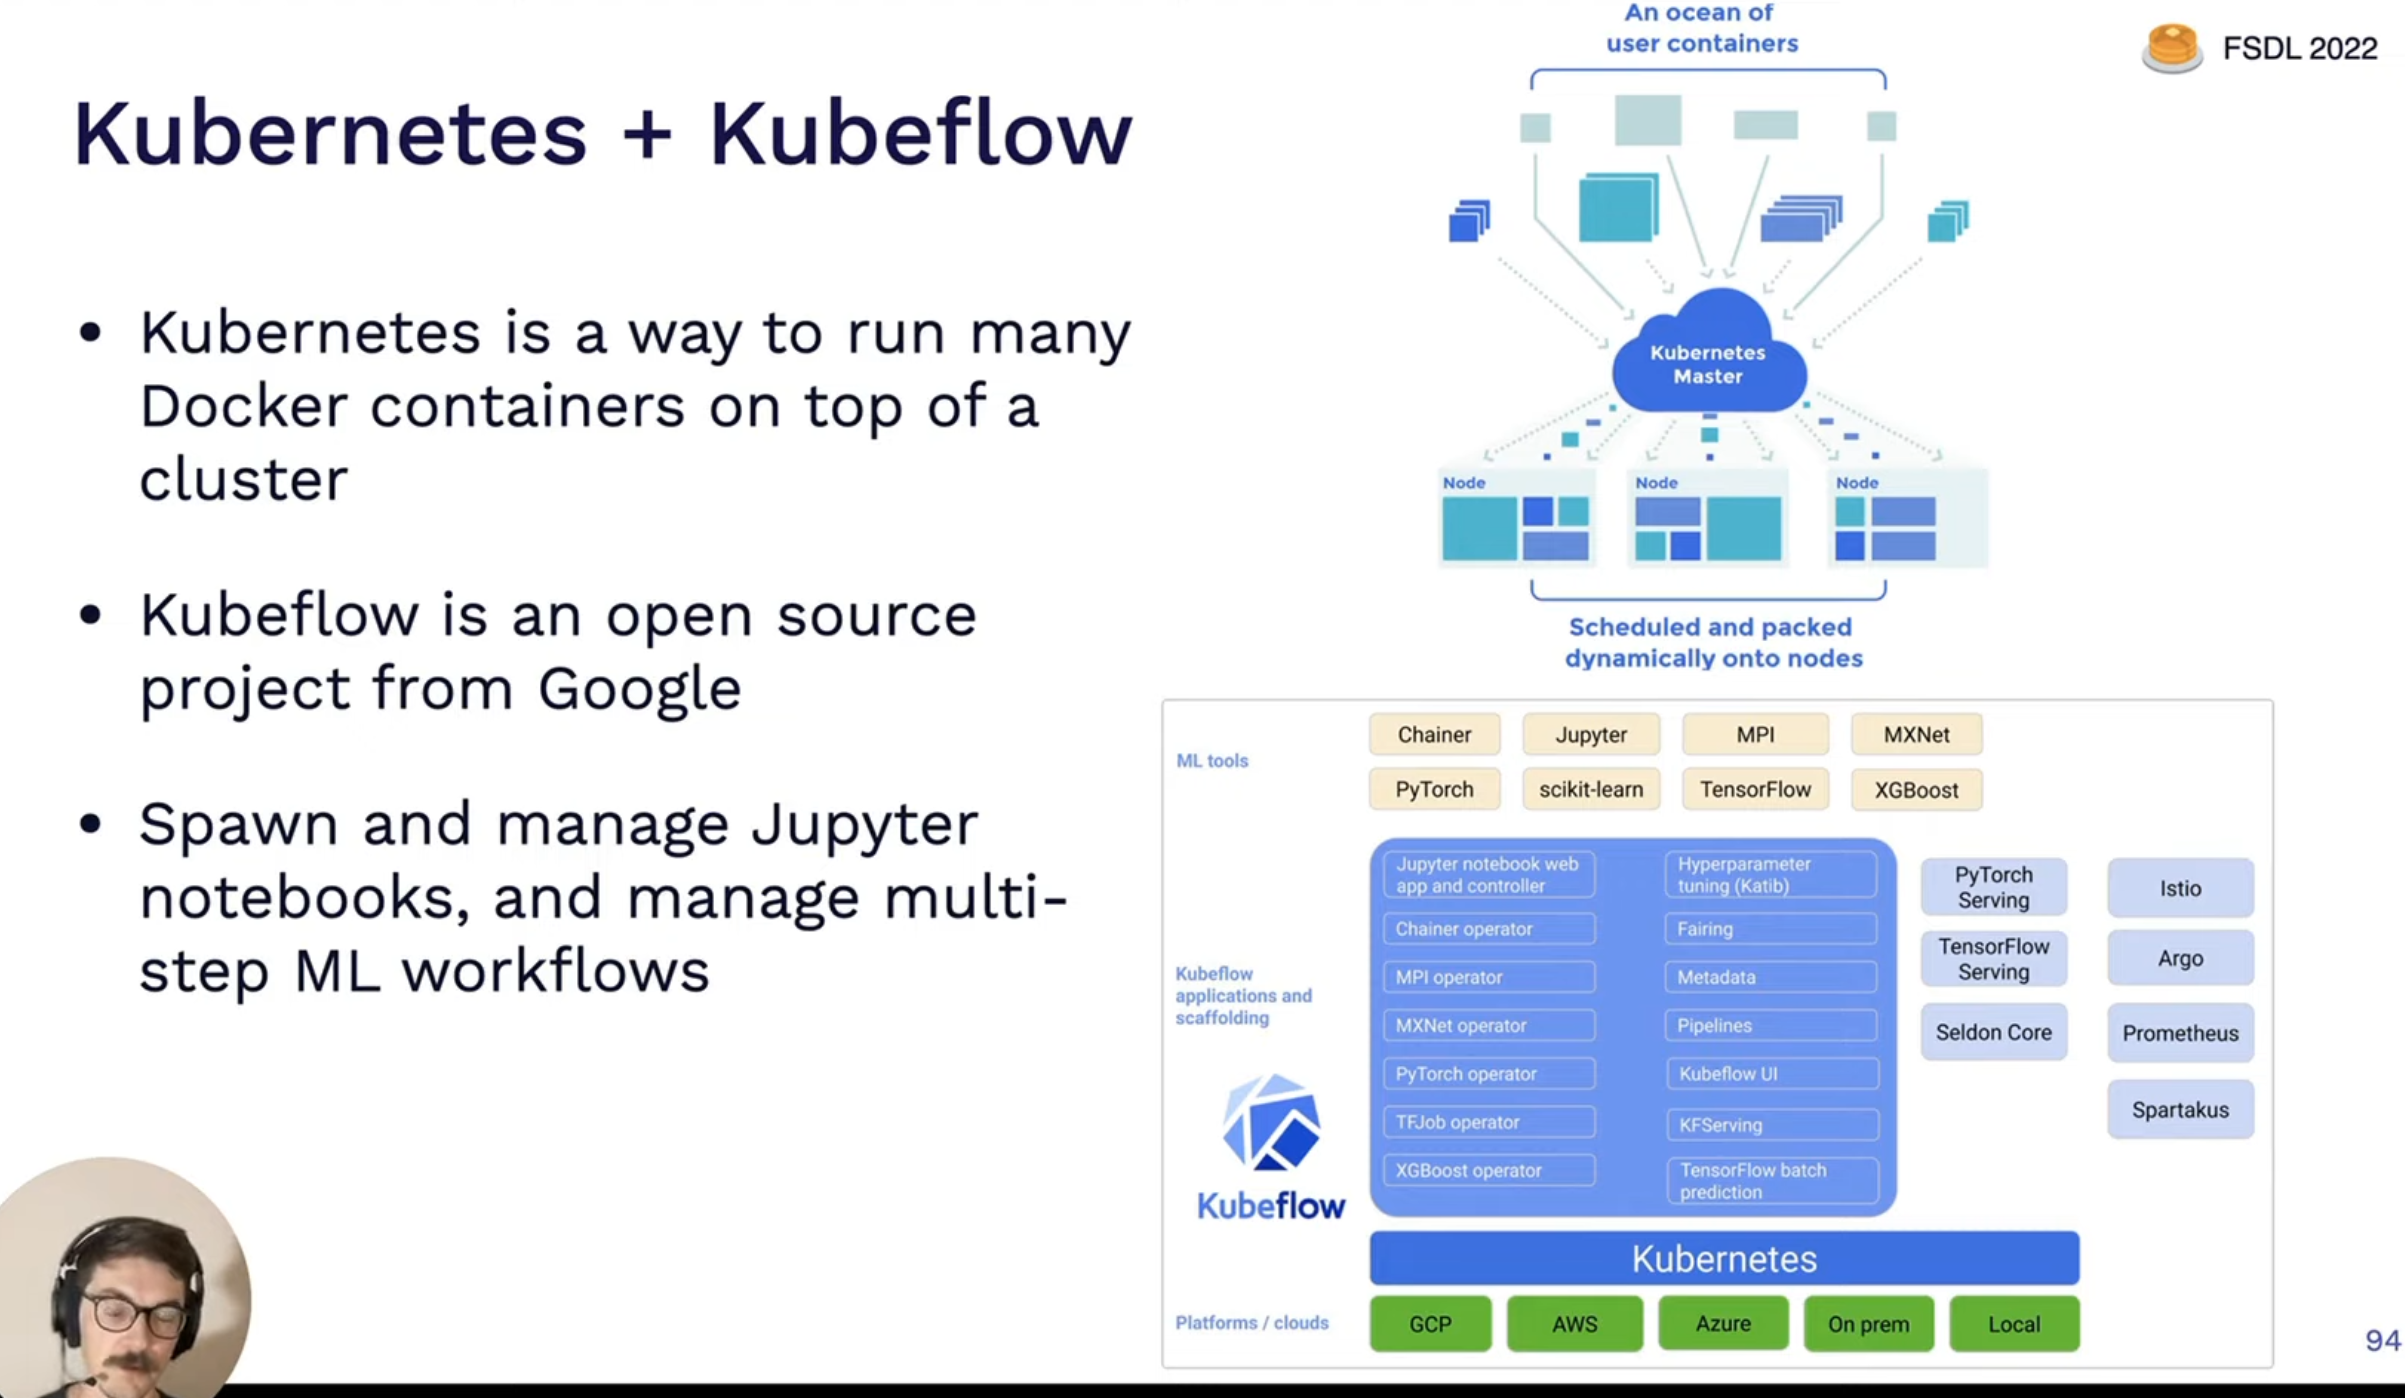 FSDL 2022
Kubernetes + Kubeflow
• Kubernetes is a way to run many
Docker containers on top of a
cluster
• Kubeflow is an open source
project from Google
• Spawn and manage Jupyter
notebooks, and manage multi-
step ML workflows
An ocean of
user containers
Kubernetes
Master
Node
Node
Node
Scheduled and packed
dynamically onto nodes
ML tools
Chainer
Jupyter
MPI
MXNet
PyTorch
scikit-learn
TensorFlow
XGBoost
Kubeflow
applications and
scaffolding
Jupyter notebook web
app and controller
Chainer operator
MPI operator
MXNet operator
PyTorch operator
TFJob operator
XGBoost operator
Hyperparameter
tuning (Katib)
Fairing
Metadata
Pipelines
Kubeflow UI
KFServing
TensorFlow batch
prediction
PyTorch
Serving
TensorFlow
Serving
Seldon Core
Istio
Argo
Prometheus
Spartakus
Kubeflow
Kubernetes
Platforms / clouds
GCP
AWS
Azure
On prem
Local
94